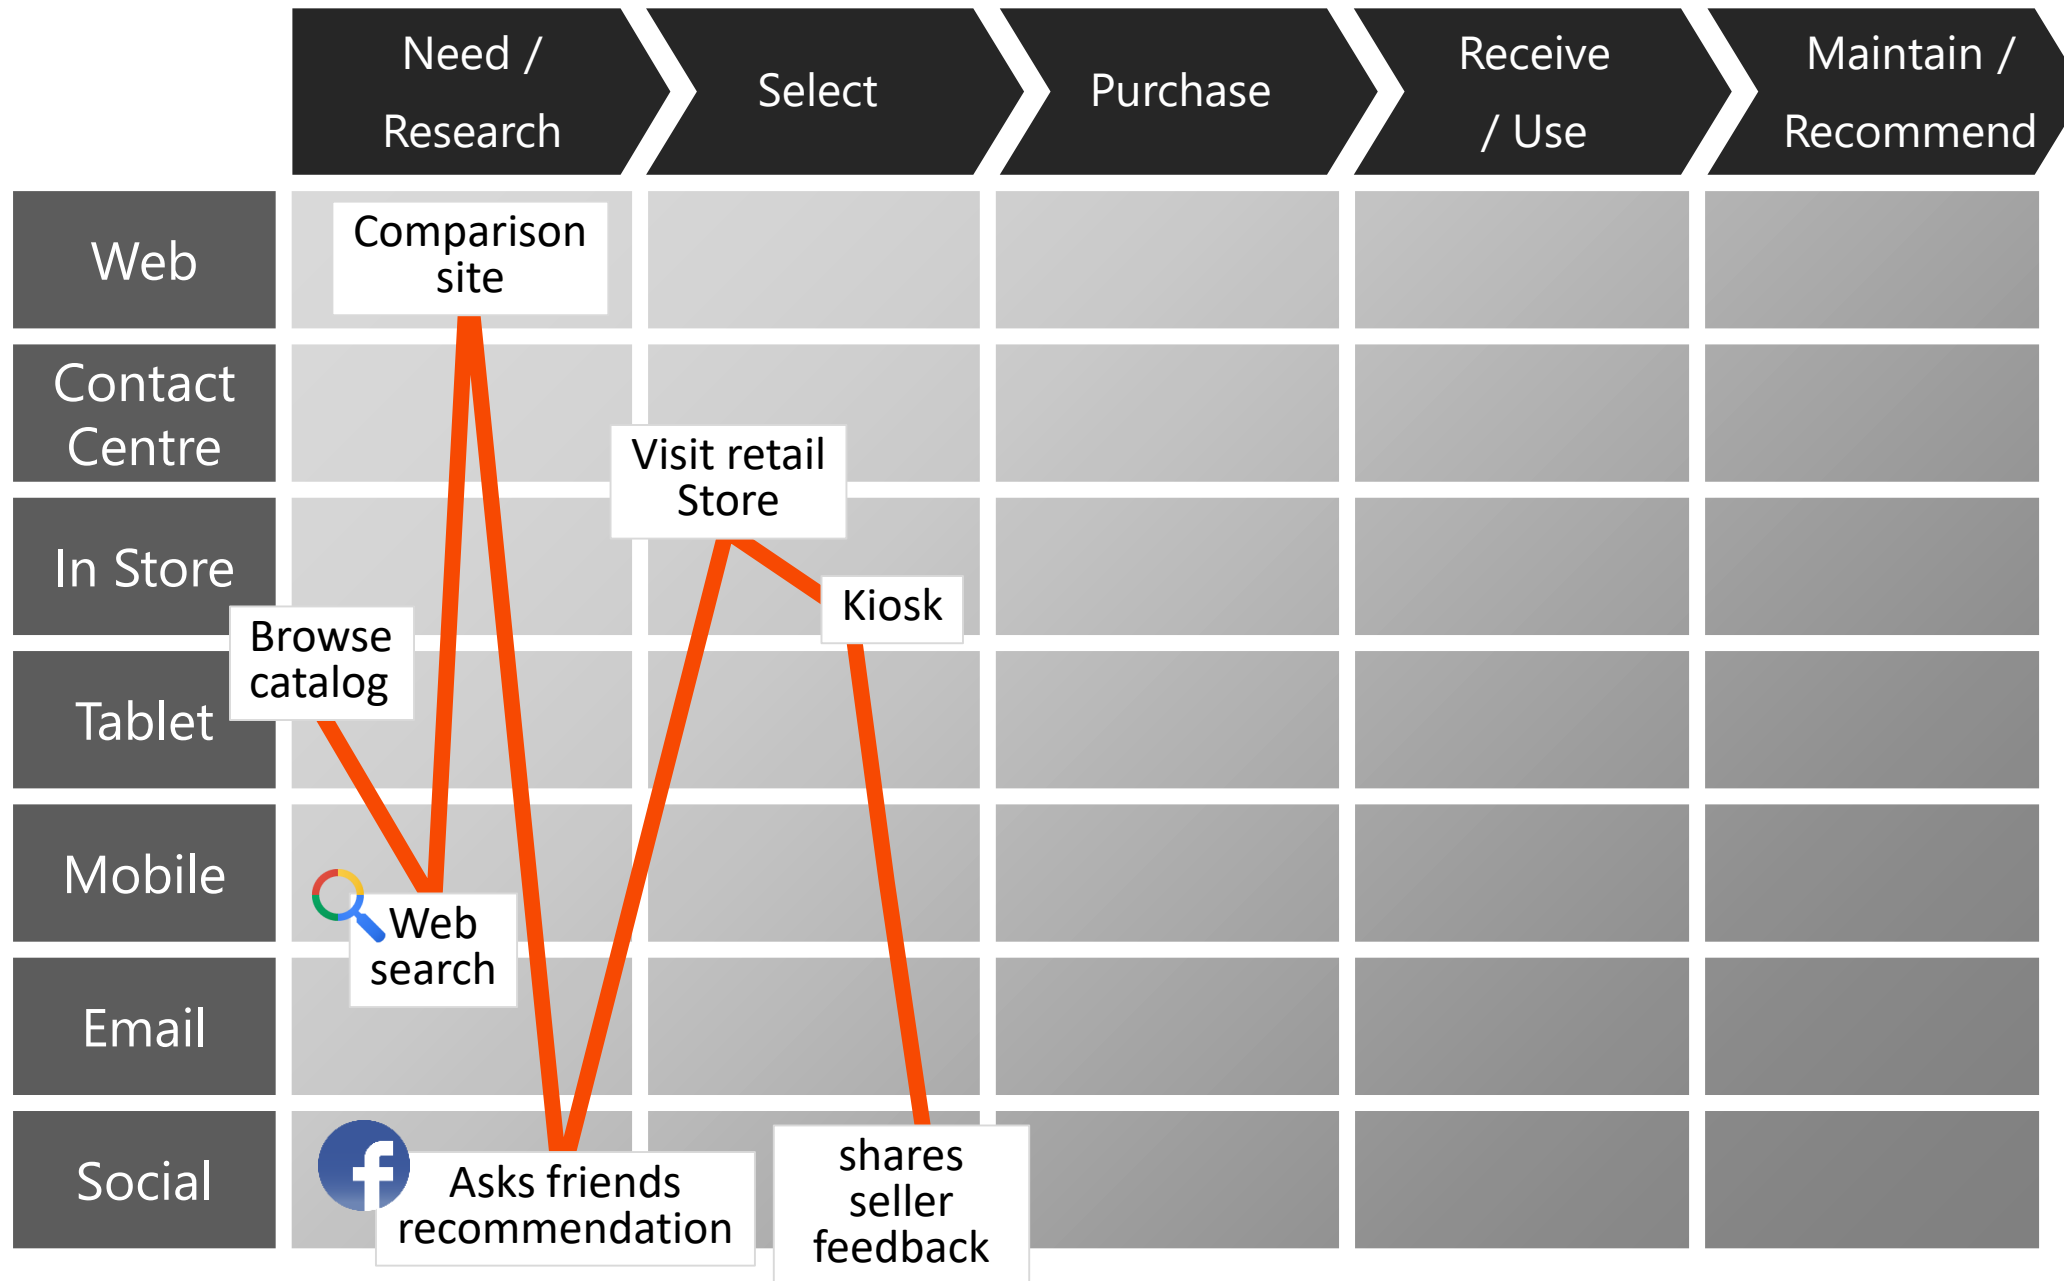 Need /
Research
Select
Purchase
Receive
/ Use
Maintain /
Recommend
Web
Comparison
site
Contact
Centre
Visit retail
Store
In Store
Kiosk
Browse
catalog
Tablet
Mobile
Web
search
Email
Social
f
Asks friends
recommendation
shares
seller
feedback